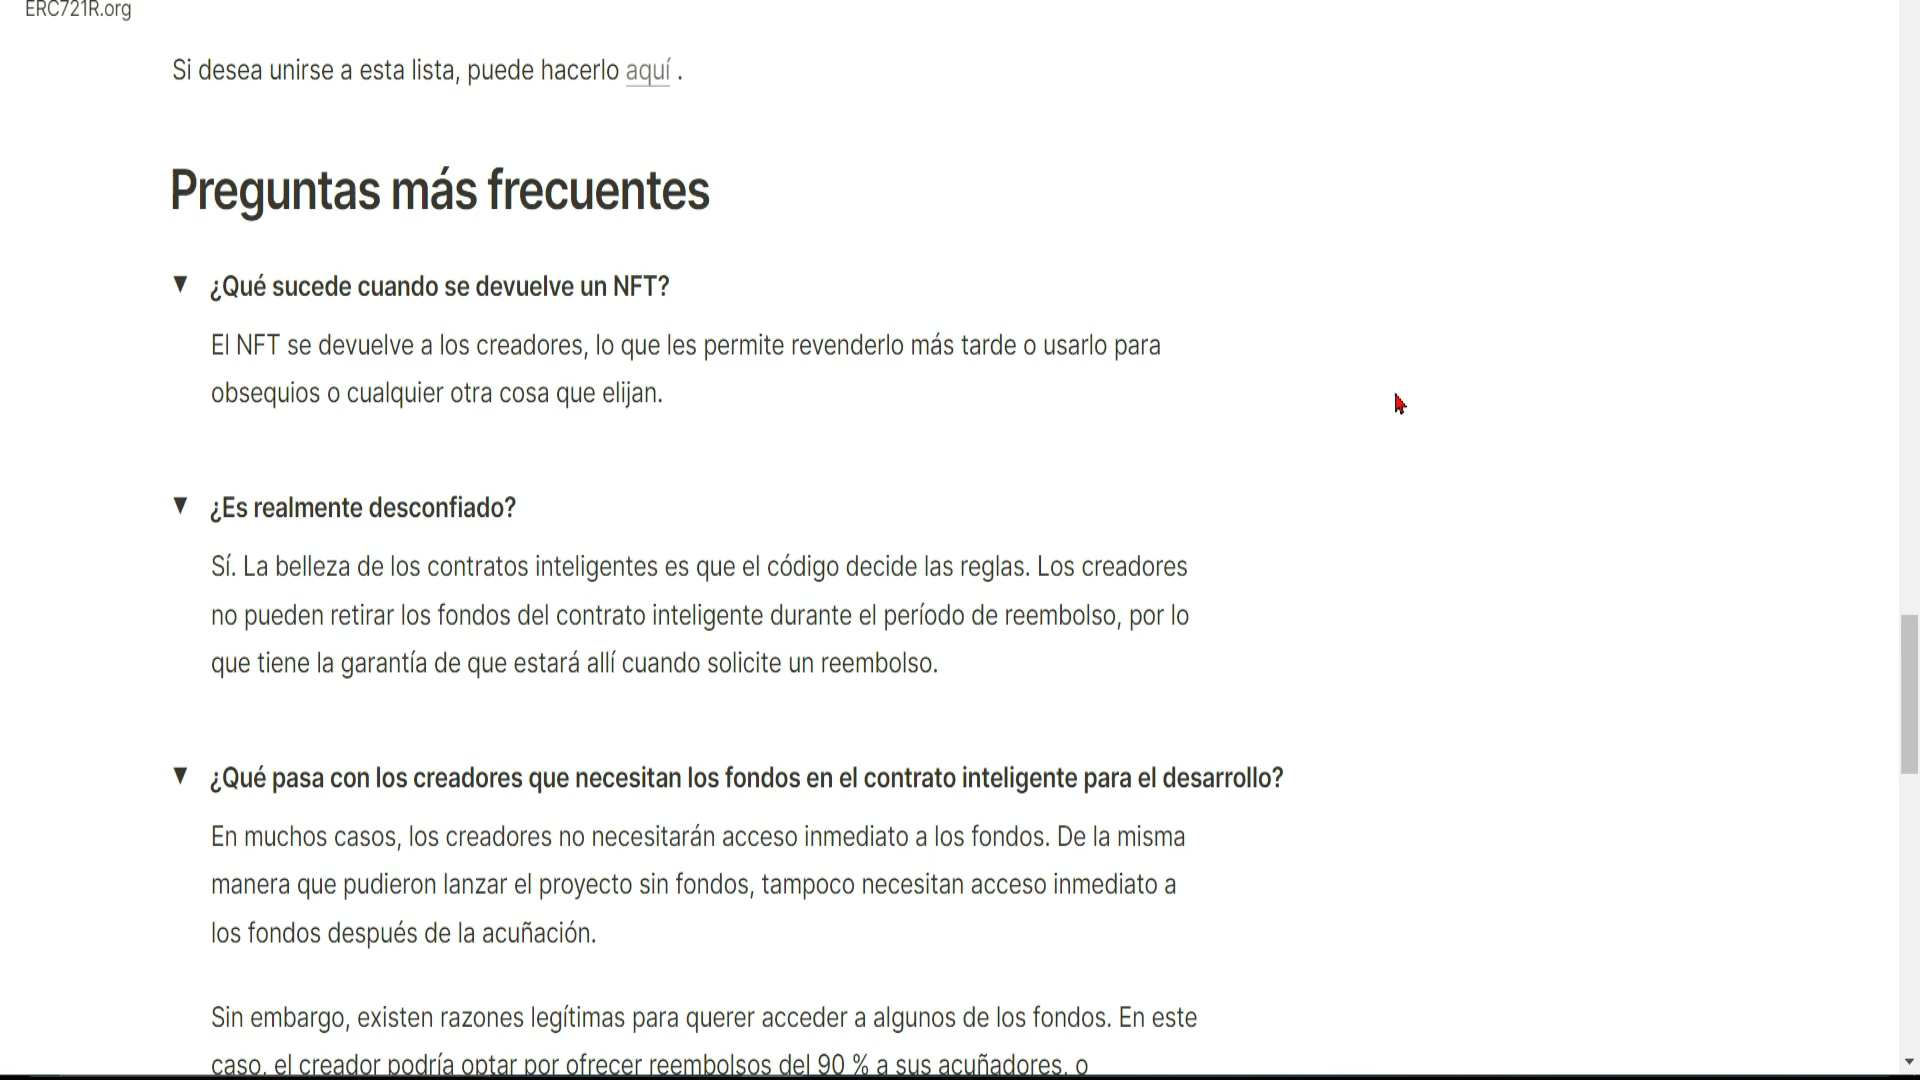 ERC721R.org
Si desea unirse a esta lista, puede hacerlo aquí .
Preguntas más frecuentes
¿Qué sucede cuando se devuelve un NFT?
El NFT se devuelve a los creadores, lo que les permite revenderlo más tarde o usarlo para
obsequios o cualquier otra cosa que elijan.
¿Es realmente desconfiado?
Sí. La belleza de los contratos inteligentes es que el código decide las reglas. Los creadores
no pueden retirar los fondos del contrato inteligente durante el período de reembolso, por lo
que tiene la garantía de que estará allí cuando solicite un reembolso.
¿Qué pasa con los creadores que necesitan los fondos en el contrato inteligente para el desarrollo?
En muchos casos, los creadores no necesitarán acceso inmediato a los fondos. De la misma
manera que pudieron lanzar el proyecto sin fondos, tampoco necesitan acceso inmediato a
los fondos después de la acuñación.
Sin embargo, existen razones legítimas para querer acceder a algunos de los fondos. En este
caso, el creador podría optar por ofrecer reembolsos del 90 % a sus acuñadores, o